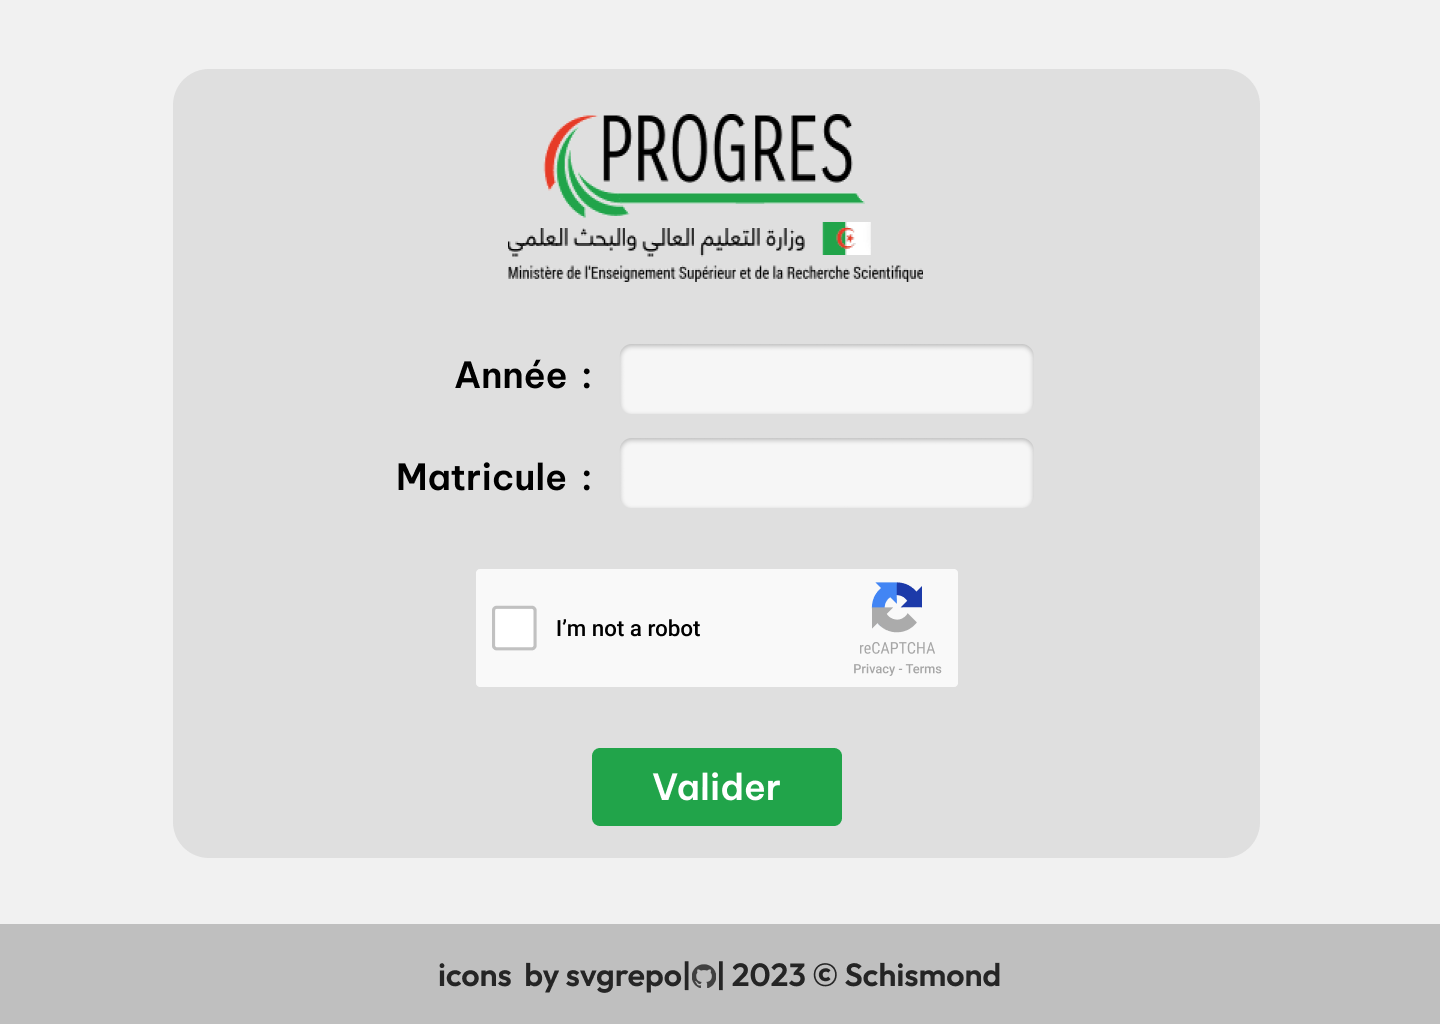 PROGRES
وزارة التعليم العالي والبحث العلمي
Ministère de l'Enseignement Supérieur et de la Recherche Scientifique
Année :
Matricule :
I'm not a robot
reCAPTCHA
Privacy - Terms
Valider
icons by svgrepo| | 2023 © Schismond